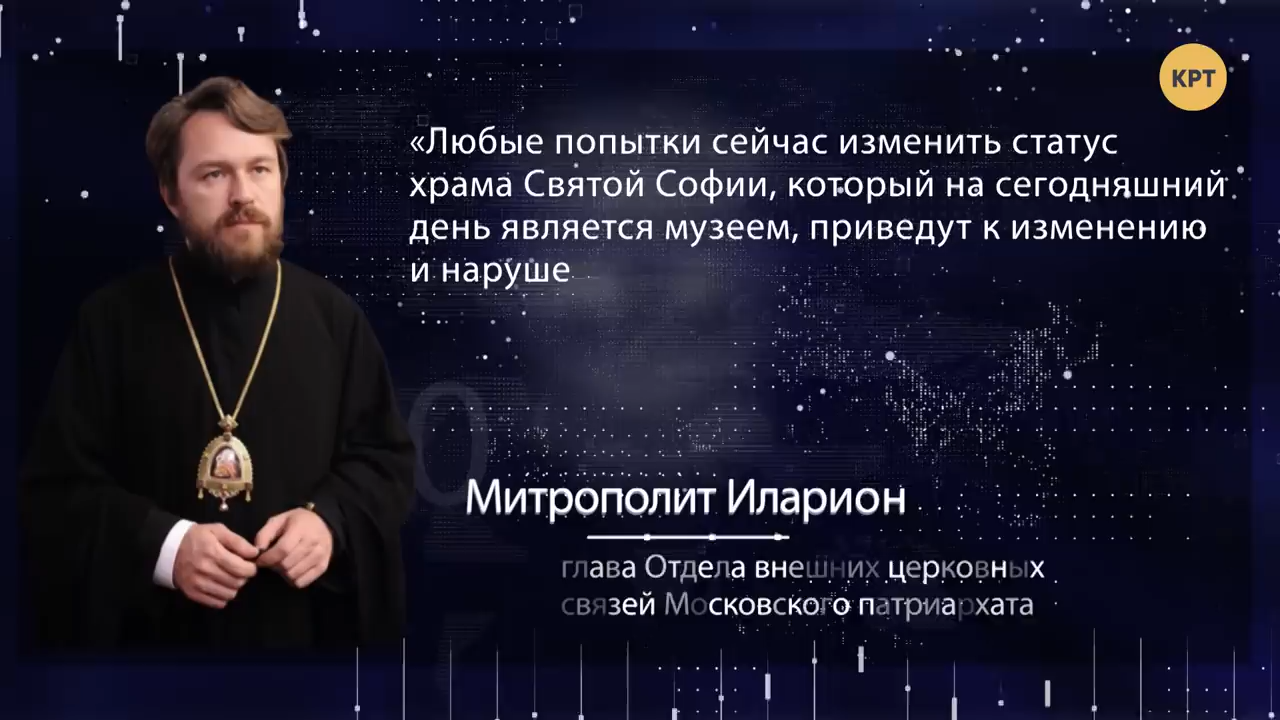 КРТ
«Любые попытки сейчас изменить статус
храма Святой Софии, который на сегодняшний
день является музеем, приведут к изменению
и наруше
Митрополит Иларион
глава Отдела внешних церковных
связей Московского патриархата